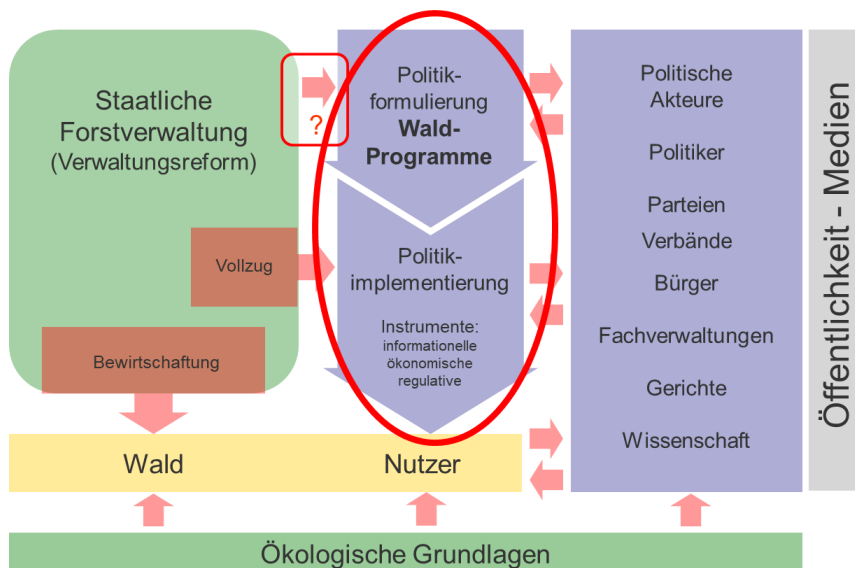 Staatliche
Forstverwaltung
(Verwaltungsreform)
?
Vollzug
Bewirtschaftung
Politik-
formulierung
Wald-
Programme
Politik-
implementierung
Instrumente:
informationelle
ökonomische
regulative
Politische
Akteure
Politiker
Parteien
Verbände
Bürger
Fachverwaltungen
Gerichte
Wissenschaft
Öffentlichkeit - Medien
Wald
Nutzer
Ökologische Grundlagen